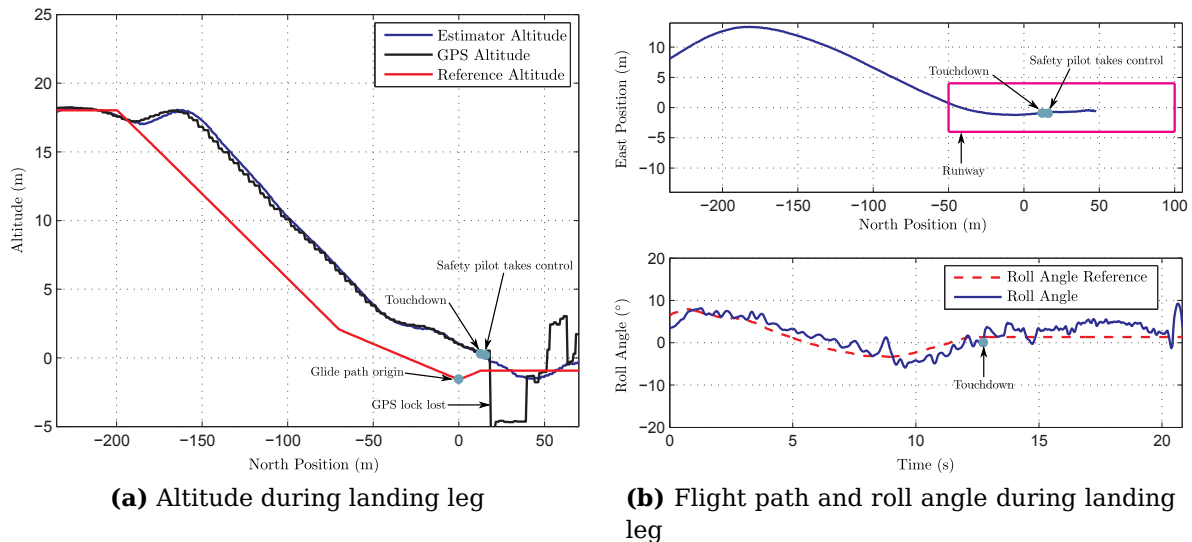 25
20
15
10
5
0
−5
Altitude (m)
Estimator Altitude
GPS Altitude
Reference Altitude
Safety pilot takes control
Touchdown
Glide path origin
GPS lock lost
−200 −150 −100 −50 0 50
North Position (m)
(a) Altitude during landing leg
10
5
0
−5
−10
East Position (m)
Safety pilot takes control
Touchdown
Runway
−200 −150 −100 −50 0 50 100
North Position (m)
20
10
0
−10
−20
Roll Angle (°)
Roll Angle Reference
Roll Angle
Touchdown
0 5 10 15 20
Time (s)
(b) Flight path and roll angle during landing
leg